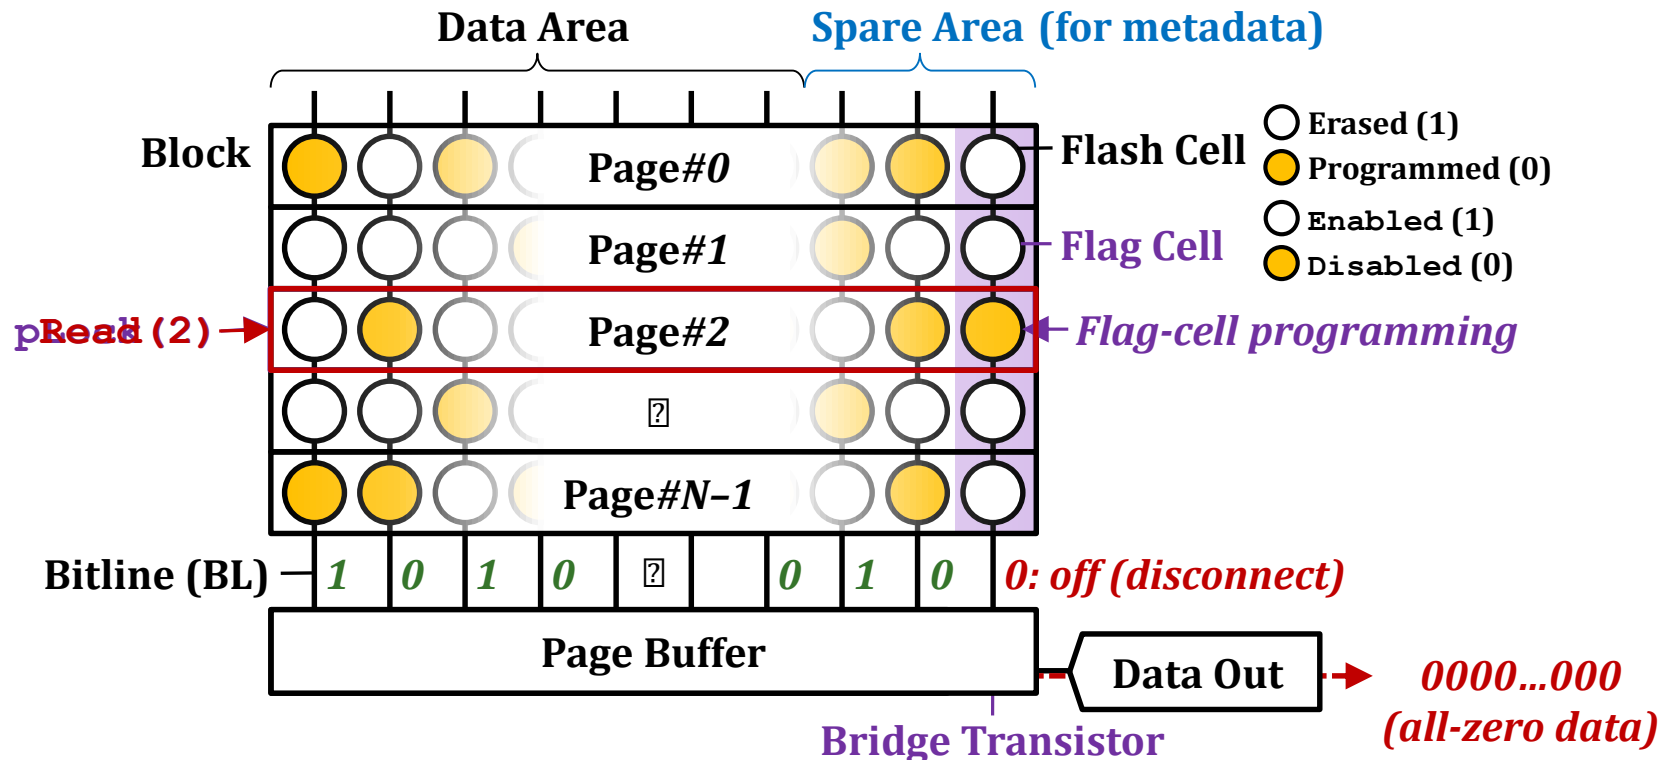 Data Area
Spare Area (for metadata)
Block
Page#0
Flash Cell
Erased (1)
Programmed (0)
Page#1
Flag Cell
Enabled (1)
Disabled (0)
Read(2)
Page#2
Flag-cell programming
Page#N–1
Bitline (BL)
1 0 1 0 0 1 0
0: off (disconnect)
Page Buffer
Data Out
0000...000
(all-zero data)
Bridge Transistor